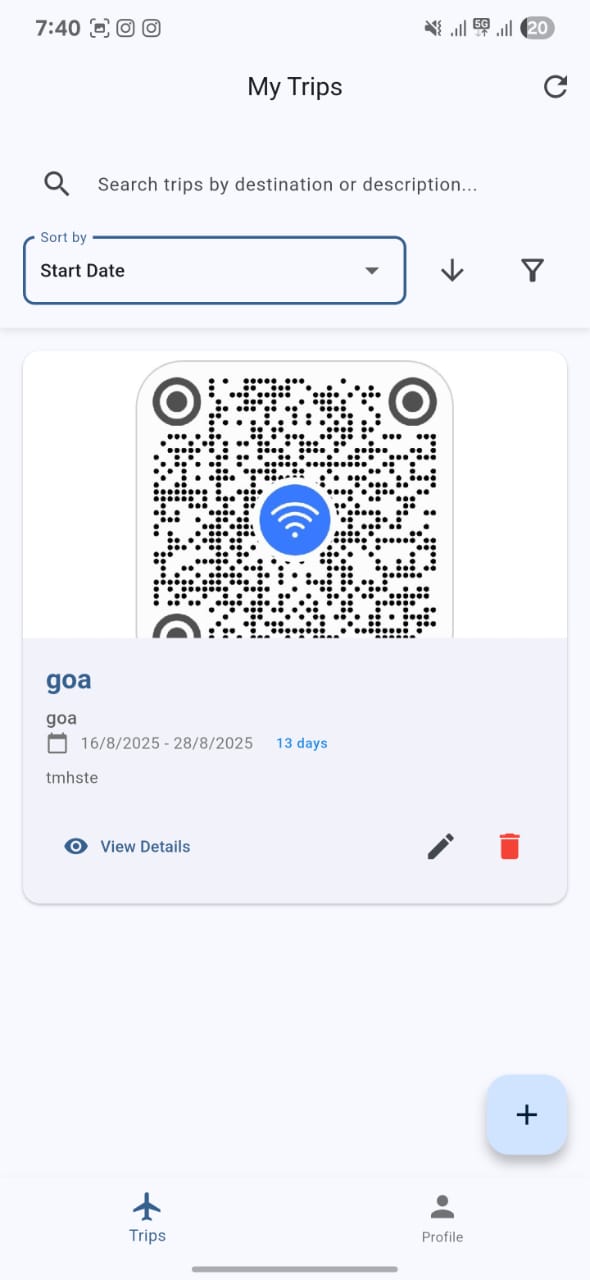 7:40
5G
20
My Trips
Search trips by destination or description...
Sort by
Start Date
goa
goa
16/8/2025 - 28/8/2025 13 days
tmhste
View Details
Trips
Profile